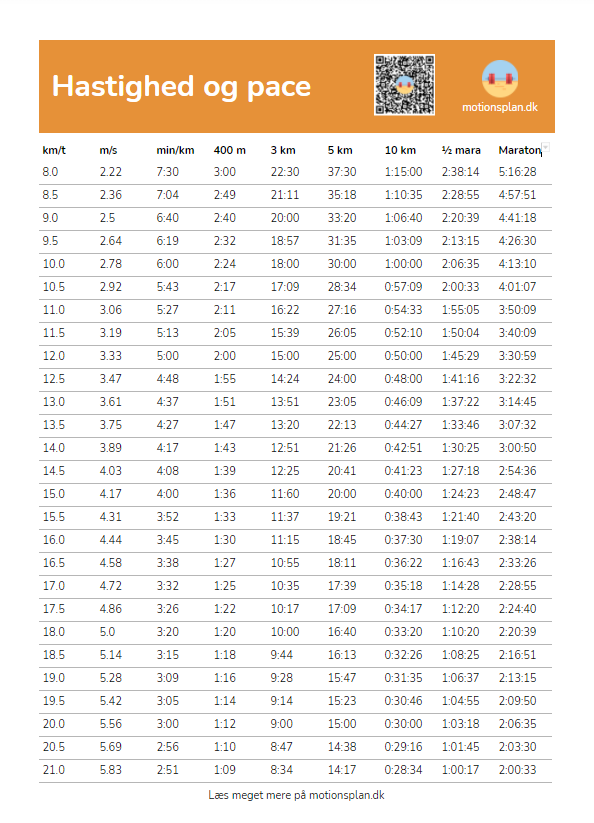 Hastighed og pace
motionsplan.dk
km/t m/s min/km 400 m 3 km 5 km 10 km ½ mara Maraton
8.0 2.22 7:30 3:00 22:30 37:30 1:15:00 2:38:14 5:16:28
8.5 2.36 7:04 2:49 21:11 35:18 1:10:35 2:28:55 4:57:51
9.0 2.5 6:40 2:40 20:00 33:20 1:06:40 2:20:39 4:41:18
9.5 2.64 6:19 2:32 18:57 31:35 1:03:09 2:13:15 4:26:30
10.0 2.78 6:00 2:24 18:00 30:00 1:00:00 2:06:35 4:13:10
10.5 2.92 5:43 2:17 17:09 28:34 0:57:09 2:00:33 4:01:07
11.0 3.06 5:27 2:11 16:22 27:16 0:54:33 1:55:05 3:50:09
11.5 3.19 5:13 2:05 15:39 26:05 0:52:10 1:50:04 3:40:09
12.0 3.33 5:00 2:00 15:00 25:00 0:50:00 1:45:29 3:30:59
12.5 3.47 4:48 1:55 14:24 24:00 0:48:00 1:41:16 3:22:32
13.0 3.61 4:37 1:51 13:51 23:05 0:46:09 1:37:22 3:14:45
13.5 3.75 4:27 1:47 13:20 22:13 0:44:27 1:33:46 3:07:32
14.0 3.89 4:17 1:43 12:51 21:26 0:42:51 1:30:25 3:00:50
14.5 4.03 4:08 1:39 12:25 20:41 0:41:23 1:27:18 2:54:36
15.0 4.17 4:00 1:36 11:60 20:00 0:40:00 1:24:23 2:48:47
15.5 4.31 3:52 1:33 11:37 19:21 0:38:43 1:21:40 2:43:20
16.0 4.44 3:45 1:30 11:15 18:45 0:37:30 1:19:07 2:38:14
16.5 4.58 3:38 1:27 10:55 18:11 0:36:22 1:16:43 2:33:26
17.0 4.72 3:32 1:25 10:35 17:39 0:35:18 1:14:28 2:28:55
17.5 4.86 3:26 1:22 10:17 17:09 0:34:17 1:12:20 2:24:40
18.0 5.0 3:20 1:20 10:00 16:40 0:33:20 1:10:20 2:20:39
18.5 5.14 3:15 1:18 9:44 16:13 0:32:26 1:08:25 2:16:51
19.0 5.28 3:09 1:16 9:28 15:47 0:31:35 1:06:37 2:13:15
19.5 5.42 3:05 1:14 9:14 15:23 0:30:46 1:04:55 2:09:50
20.0 5.56 3:00 1:12 9:00 15:00 0:30:00 1:03:18 2:06:35
20.5 5.69 2:56 1:10 8:47 14:38 0:29:16 1:01:45 2:03:30
21.0 5.83 2:51 1:09 8:34 14:17 0:28:34 1:00:17 2:00:33
Læs meget mere på motionsplan.dk